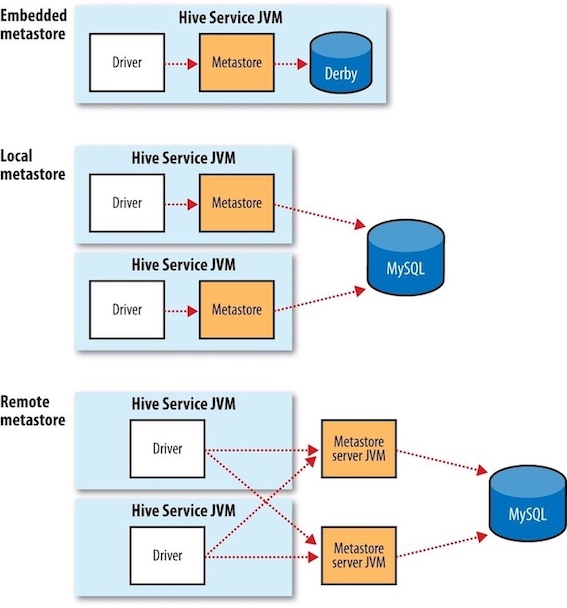 Embedded
metastore
Hive Service JVM
Driver
Metastore
Derby
Local
metastore
Hive Service JVM
Driver
Metastore
Hive Service JVM
Driver
Metastore
MySQL
Remote
metastore
Hive Service JVM
Driver
Metastore
server JVM
Hive Service JVM
Driver
Metastore
server JVM
MySQL